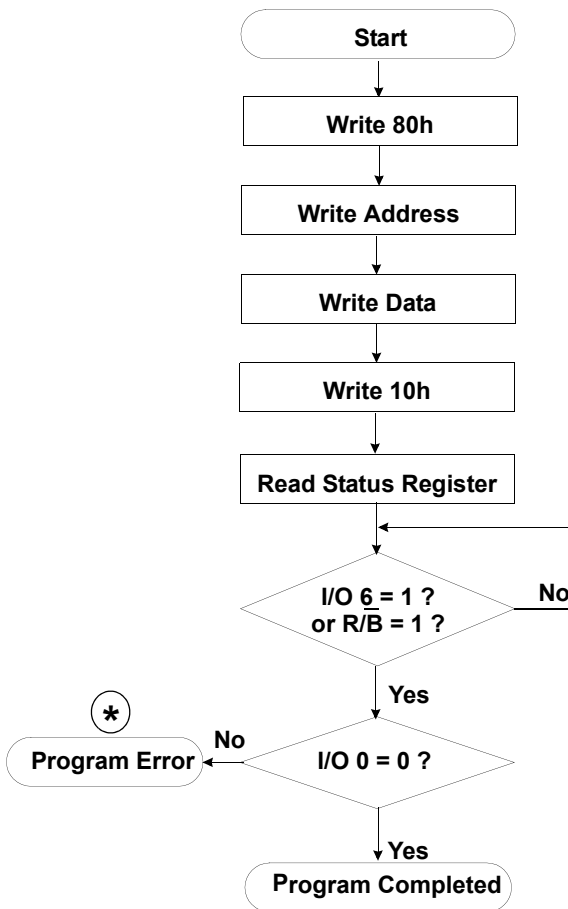 Start
Write 80h
Write Address
Write Data
Write 10h
Read Status Register
I/O 6 = 1 ?
or R/B̅ = 1 ?
No
Yes
*
No
Program Error
I/O 0 = 0 ?
Yes
Program Completed